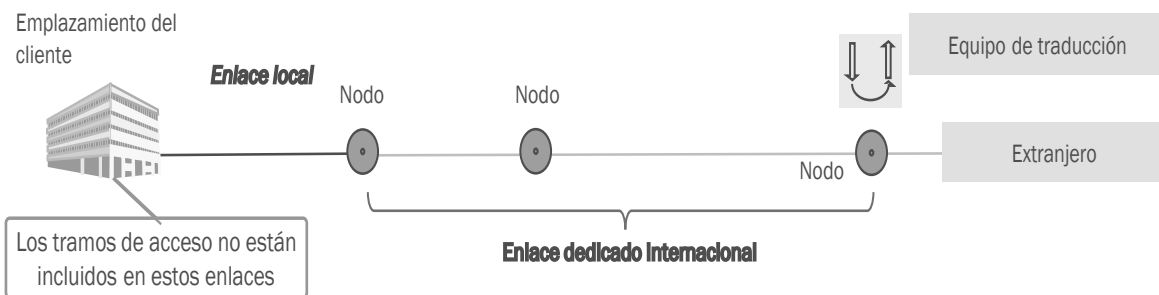 Emplazamiento del
cliente
Enlace local
Nodo
Nodo
Equipo de traducción
Nodo
Extranjero
Los tramos de acceso no están
incluidos en estos enlaces
Enlace dedicado Internacional